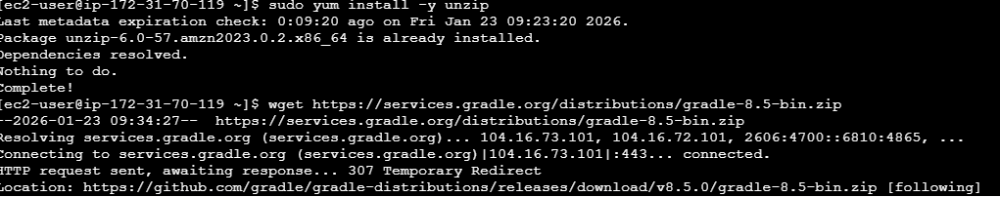 [ec2-user@ip-172-31-70-119 ~]$ sudo yum install -y unzip
Last metadata expiration check: 0:09:20 ago on Fri Jan 23 09:23:20 2026.
Package unzip-6.0-57.amzn2023.0.2.x86_64 is already installed.
Dependencies resolved.
Nothing to do.
Complete!
[ec2-user@ip-172-31-70-119 ~]$ wget https://services.gradle.org/distributions/gradle-8.5-bin.zip
--2026-01-23 09:34:27--  https://services.gradle.org/distributions/gradle-8.5-bin.zip
Resolving services.gradle.org (services.gradle.org)... 104.16.73.101, 104.16.72.101, 2606:4700::6810:4865, ...
Connecting to services.gradle.org (services.gradle.org)|104.16.73.101|:443... connected.
HTTP request sent, awaiting response... 307 Temporary Redirect
Location: https://github.com/gradle/gradle-distributions/releases/download/v8.5.0/gradle-8.5-bin.zip [following]